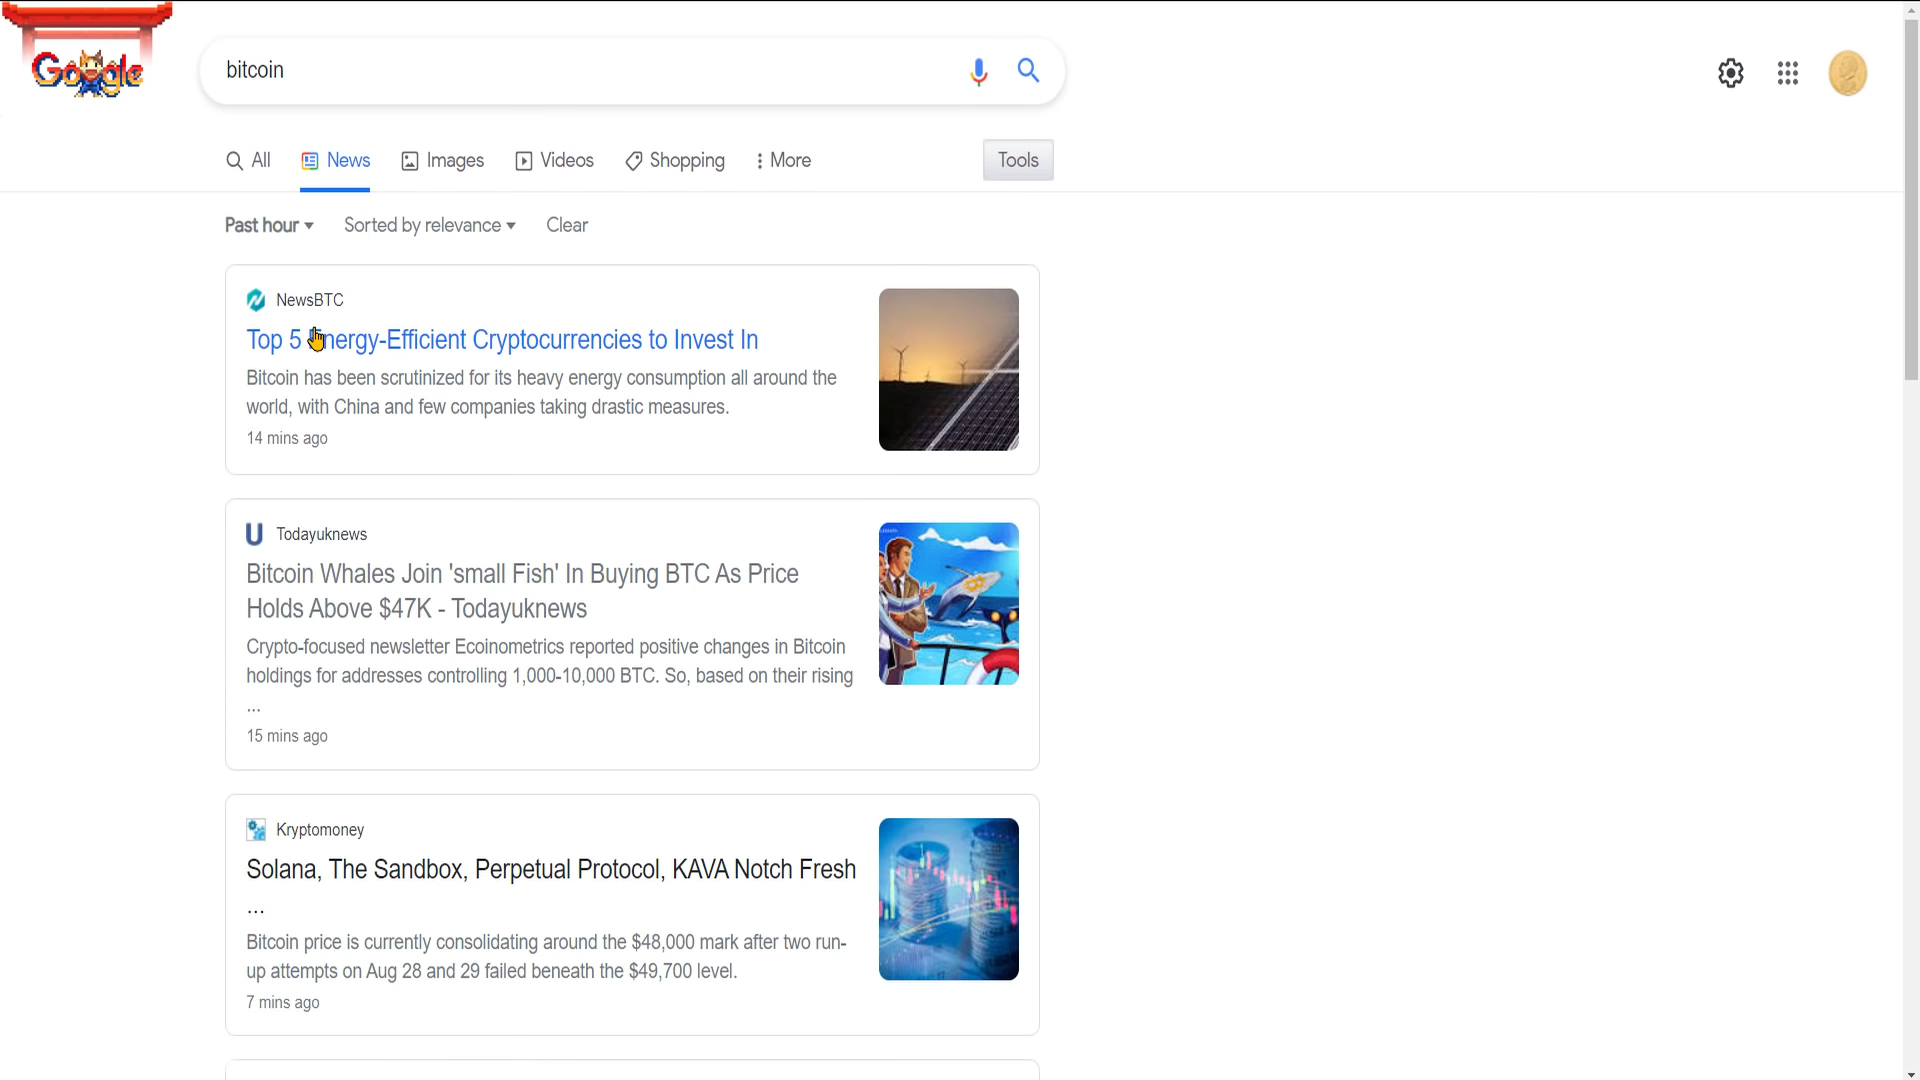 Google
bitcoin
All
News
Images
Videos
Shopping
More
Tools
Past hour
Sorted by relevance
Clear
NewsBTC
Top 5 Energy-Efficient Cryptocurrencies to Invest In
Bitcoin has been scrutinized for its heavy energy consumption all around the
world, with China and few companies taking drastic measures.
14 mins ago
U Todayuknews
Bitcoin Whales Join 'small Fish' In Buying BTC As Price
Holds Above $47K - Todayuknews
Crypto-focused newsletter Ecoinometrics reported positive changes in Bitcoin
holdings for addresses controlling 1,000-10,000 BTC. So, based on their rising
...
15 mins ago
Kryptomoney
Solana, The Sandbox, Perpetual Protocol, KAVA Notch Fresh
...
Bitcoin price is currently consolidating around the $48,000 mark after two run-
up attempts on Aug 28 and 29 failed beneath the $49,700 level.
7 mins ago